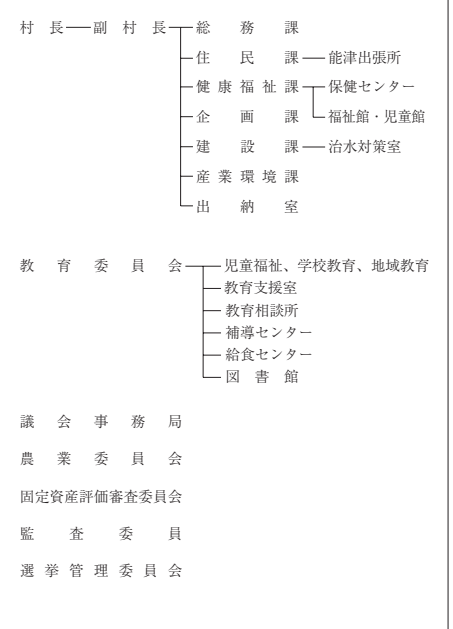 村長 副村長 総務課
住民課 能津出張所
健康福祉課 保健センター
福祉館・児童館
企画課
建設課 治水対策室
産業環境課
出納室
教育委員会 児童福祉、学校教育、地域教育
教育支援室
教育相談所
補導センター
給食センター
図書館
議会事務局
農業委員会
固定資産評価審査委員会
監査委員
選挙管理委員会